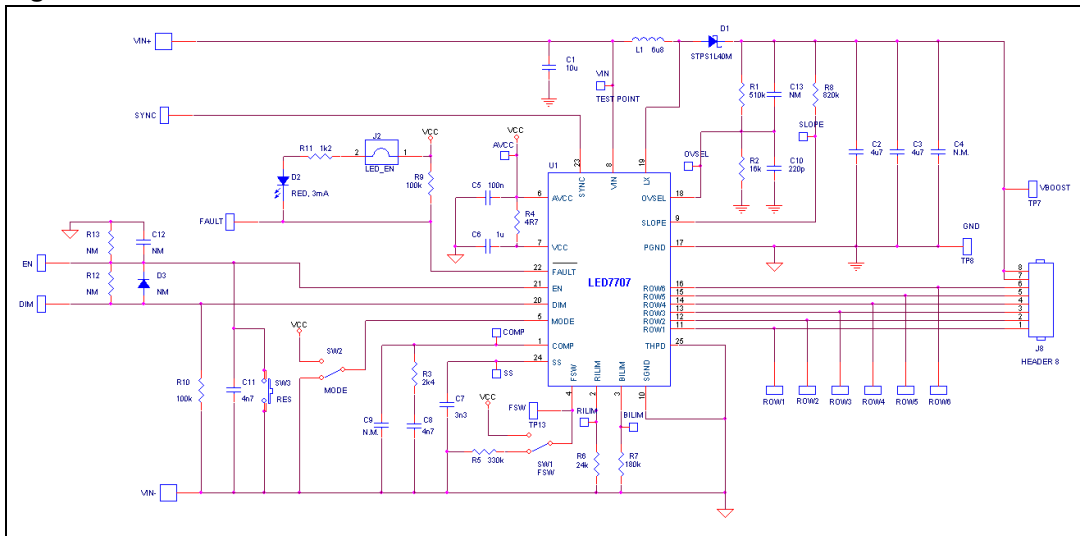 VIN+
L1 6u8
D1
STPS1L40M
C1
10u
VIN
TEST POINT
R1
510k
C13
NM
R8
820k
SYNC
SLOPE
C2
4u7
C3
4u7
C4
N.M.
J2
VCC
VCC
R11 1k2
2
1
LED_EN
AVCC
OVSEL
R2
16k
C10
220p
D2
RED, 3mA
R9
100k
C5 100n
U1
23
8
19
SYNC
VIN
LX
6
AVCC
OVSEL
18
VBOOST
TP7
FAULT
R4
4R7
SLOPE
9
C6 1u
7
VCC
PGND
17
GND
TP8
R13
NM
C12
NM
22
FAULT
LED7707
EN
21
EN
R12
NM
D3
NM
ROW6
16
ROW5
15
ROW4
14
ROW3
13
ROW2
12
ROW1
11
8
7
6
5
4
3
2
1
DIM
20
DIM
5
MODE
VCC
SW2
MODE
COMP
1
COMP
THPD
25
J8
HEADER 8
24
SS
SS
FSW
RILIM
BILIM
SGND
4
2
3
10
R10
100k
C11
4n7
SW3
RES
R3
2k4
C7
3n3
VCC
FSW
TP13
RILIM
BILIM
ROW1
ROW2
ROW3
ROW4
ROW5
ROW6
C9
N.M.
C8
4n7
R5 330k
SW1
FSW
R6
24k
R7
180k
VIN-